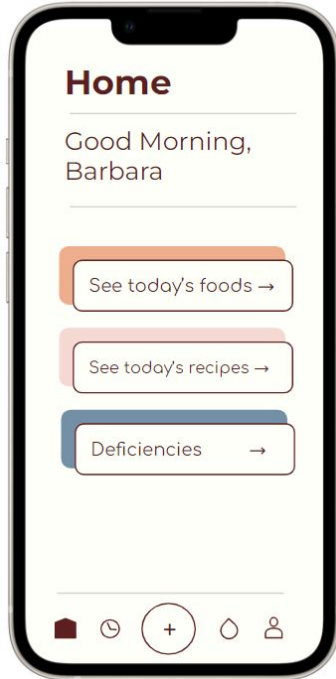 Home
Good Morning,
Barbara
See today's foods →
See today's recipes →
Deficiencies →
+